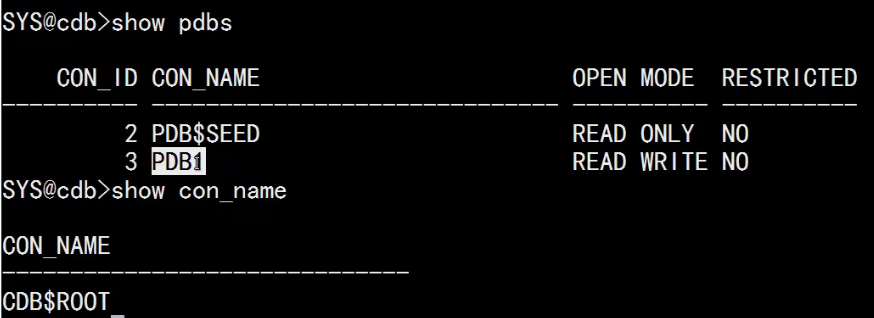 SYS@cdb>show pdbs
CON_ID CON_NAME OPEN MODE RESTRICTED
---------- ------------------------------ ---------- ----------
2 PDB$SEED READ ONLY NO
3 PDB1 READ WRITE NO
SYS@cdb>show con_name
CON_NAME
------------------------------
CDB$ROOT